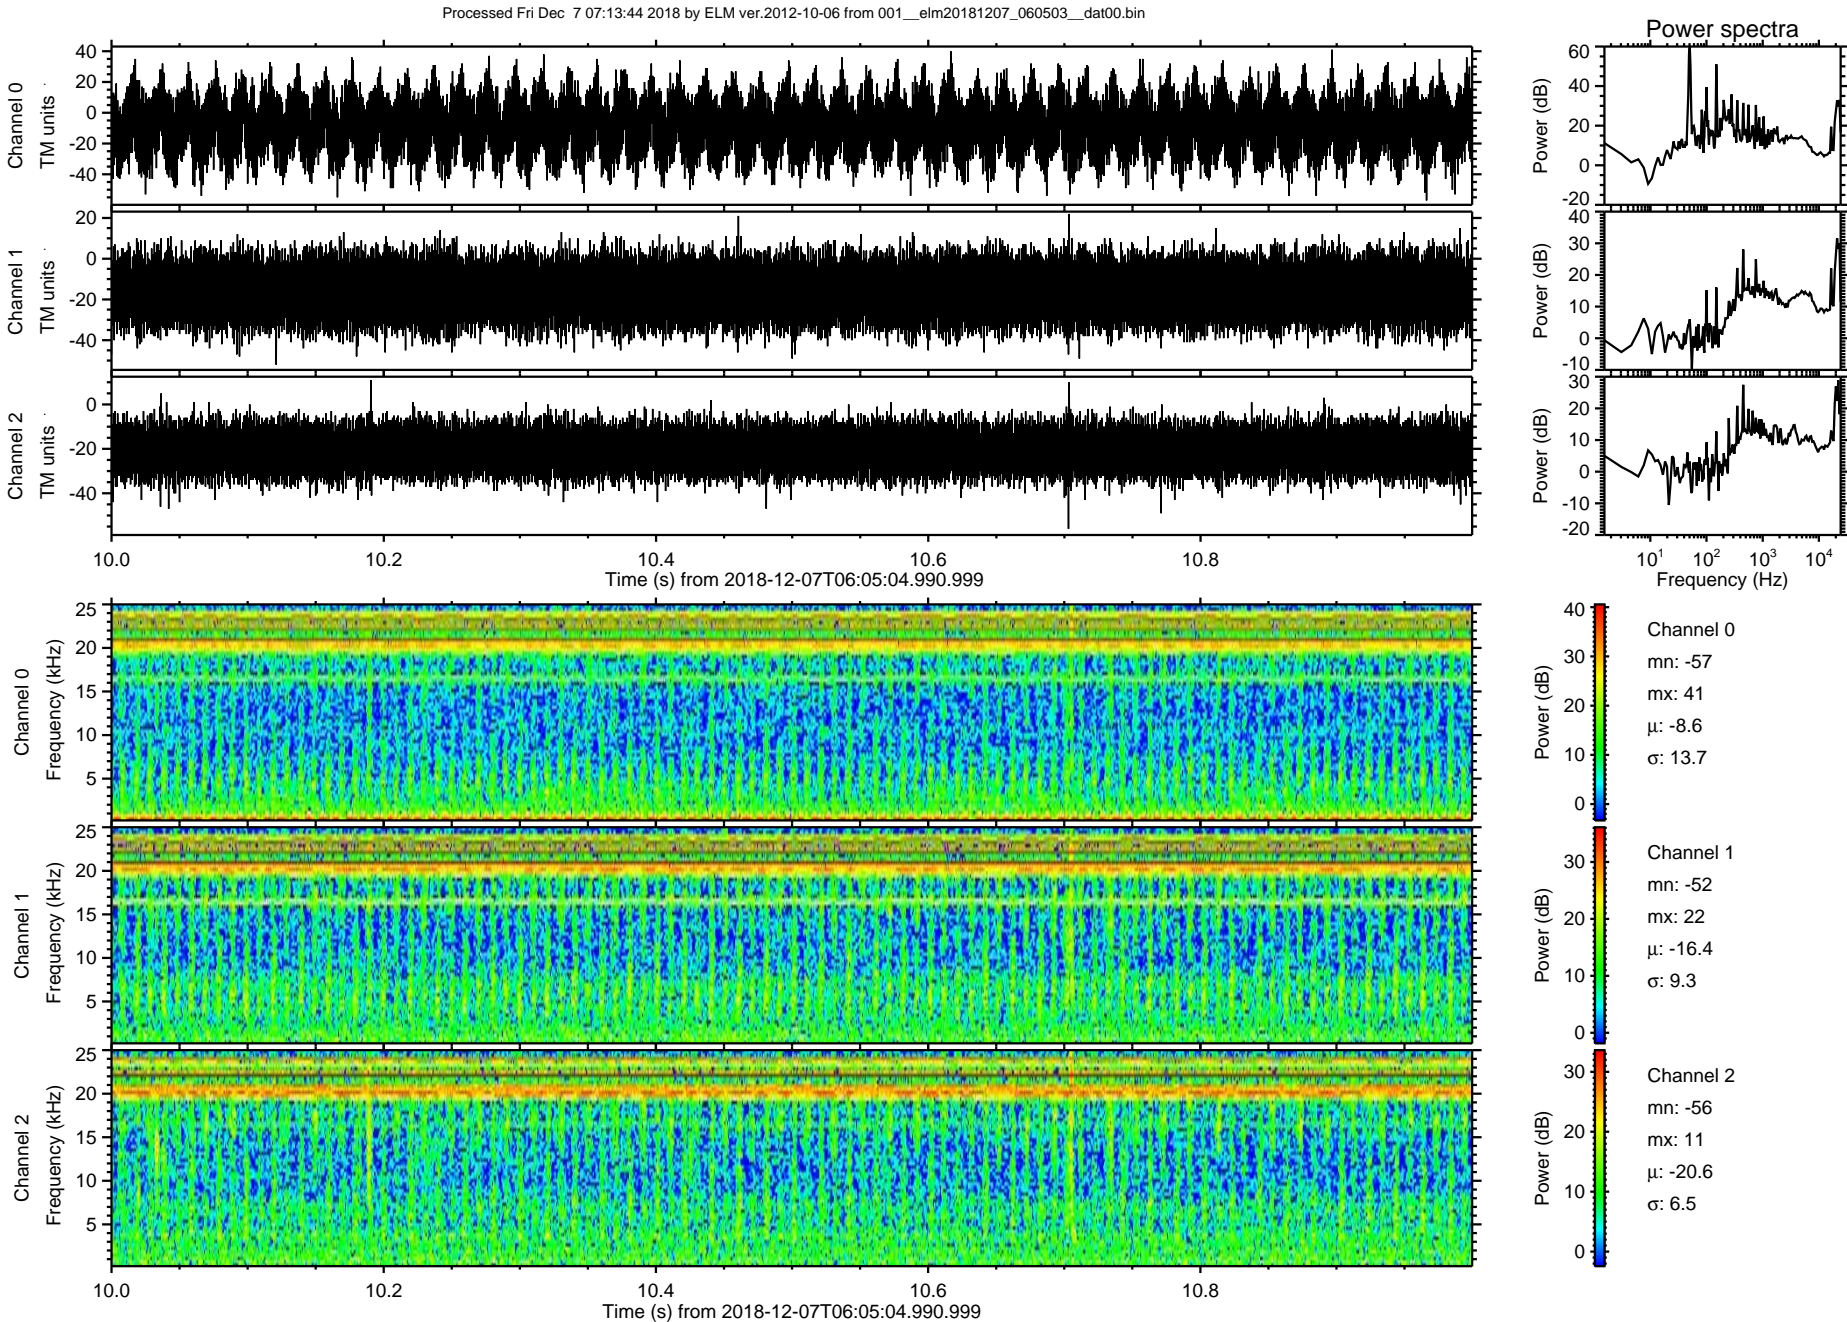 Processed Fri Dec  7 07:13:44 2018 by ELM ver.2012-10-06 from 001__elm20181207_060503__dat00.bin
Power spectra
Channel 0
TM units
40
20
0
-20
-40
Power (dB)
60
40
20
0
-20
Channel 1
TM units
20
0
-20
-40
Power (dB)
40
30
20
10
0
-10
Channel 2
TM units
0
-20
-40
Power (dB)
30
20
10
0
-10
-20
10.0 10.2 10.4 10.6 10.8
Time (s) from 2018-12-07T06:05:04.990.999
10^1 10^2 10^3 10^4
Frequency (Hz)
Channel 0
Frequency (kHz)
25
20
15
10
5
Power (dB)
40
30
20
10
0
Channel 0
mn: -57
mx: 41
μ: -8.6
σ: 13.7
Channel 1
Frequency (kHz)
25
20
15
10
5
Power (dB)
30
20
10
0
Channel 1
mn: -52
mx: 22
μ: -16.4
σ: 9.3
Channel 2
Frequency (kHz)
25
20
15
10
5
Power (dB)
30
20
10
0
Channel 2
mn: -56
mx: 11
μ: -20.6
σ: 6.5
10.0 10.2 10.4 10.6 10.8
Time (s) from 2018-12-07T06:05:04.990.999